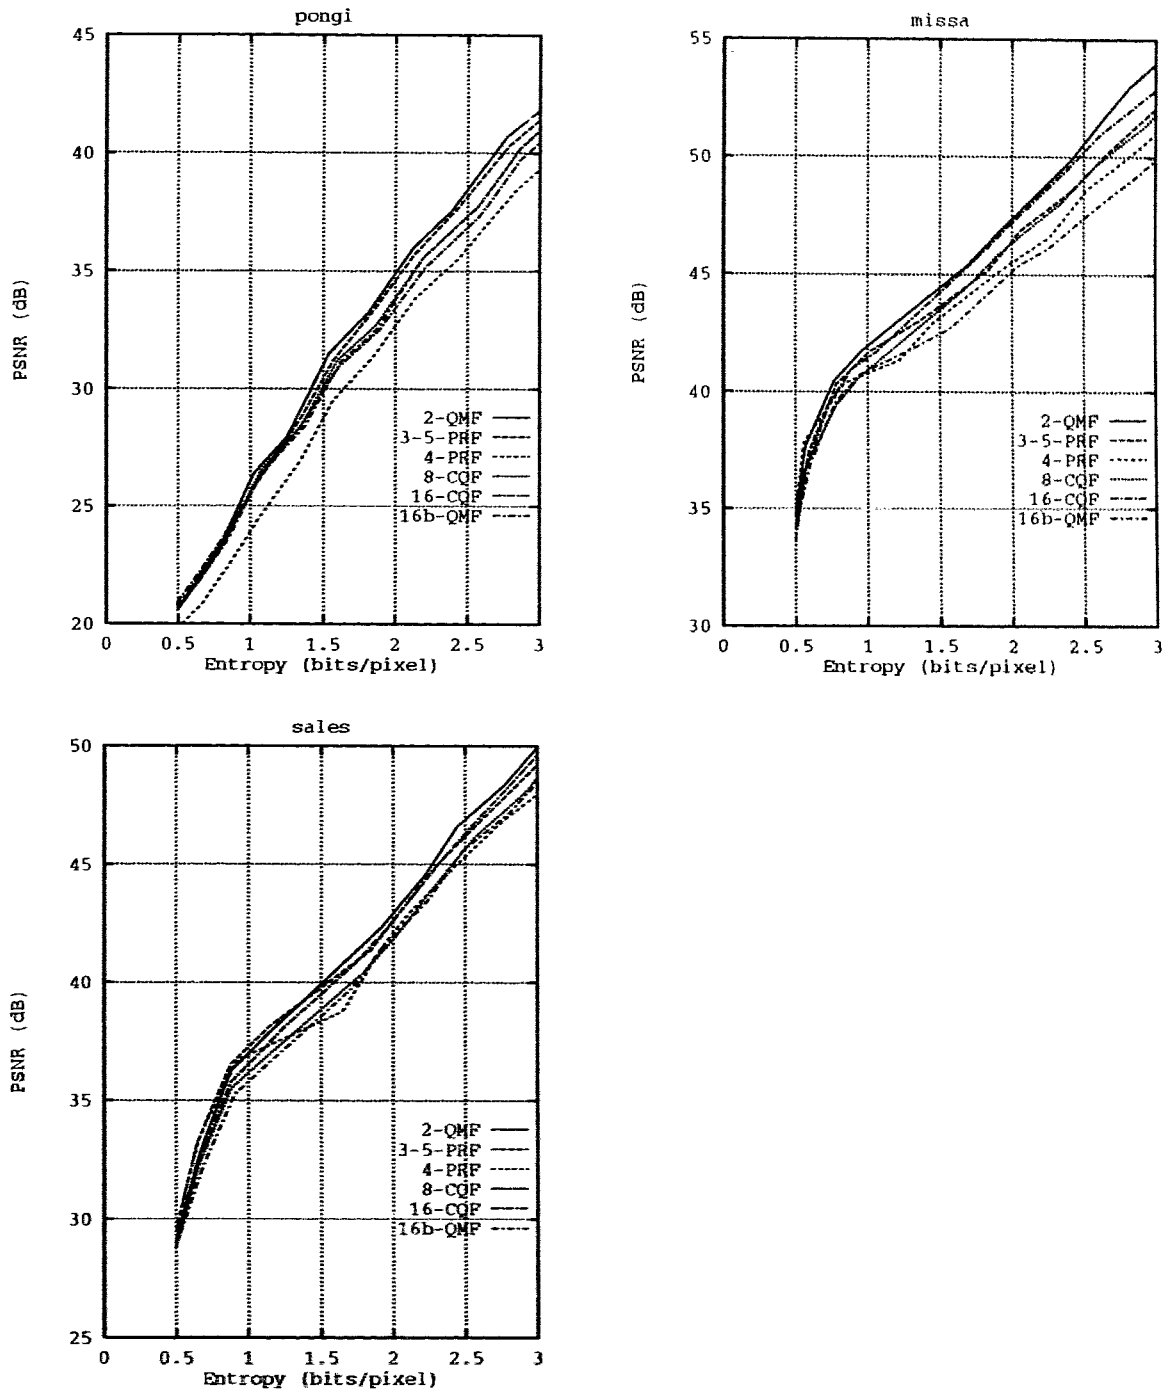 pongi
45
40
35
30
25
20
PSNR (dB)
2-QMF
3-5-PRF
4-PRF
8-CQF
16-CQF
16b-QMF
0 0.5 1 1.5 2 2.5 3
Entropy (bits/pixel)
missa
55
50
45
40
35
30
PSNR (dB)
2-QMF
3-5-PRF
4-PRF
8-CQF
16-CQF
16b-QMF
0 0.5 1 1.5 2 2.5 3
Entropy (bits/pixel)
sales
50
45
40
35
30
25
PSNR (dB)
2-QMF
3-5-PRF
4-PRF
8-CQF
16-CQF
16b-QMF
0 0.5 1 1.5 2 2.5 3
Entropy (bits/pixel)